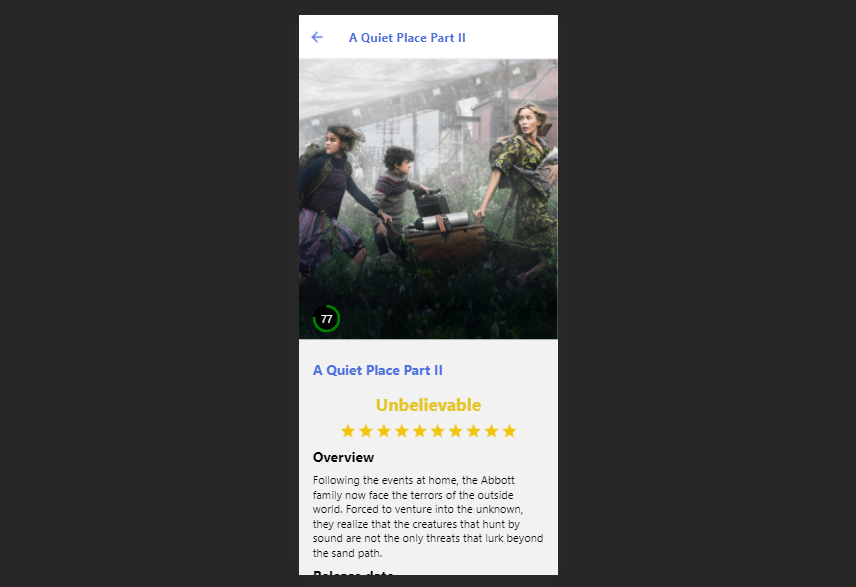 A Quiet Place Part II
77
A Quiet Place Part II
Unbelievable
Overview
Following the events at home, the Abbott
family now face the terrors of the outside
world. Forced to venture into the unknown,
they realize that the creatures that hunt by
sound are not the only threats that lurk beyond
the sand path.
Release date